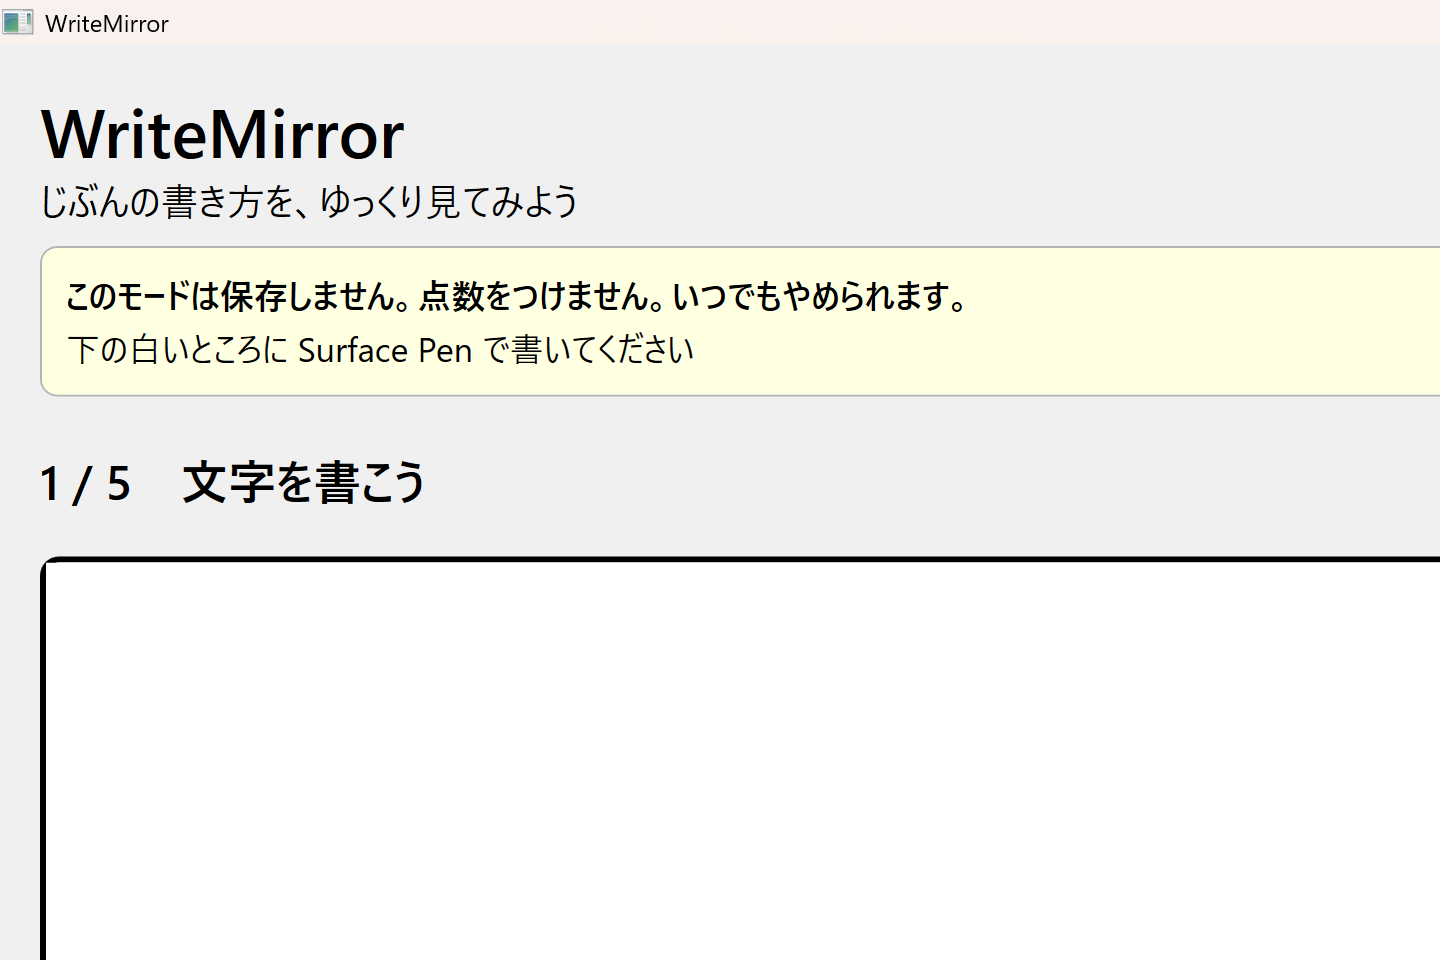 WriteMirror
WriteMirror
じぶんの書き方を、ゆっくり見てみよう
このモードは保存しません。点数をつけません。いつでもやめられます。
下の白いところに Surface Pen で書いてください
1 / 5　文字を書こう